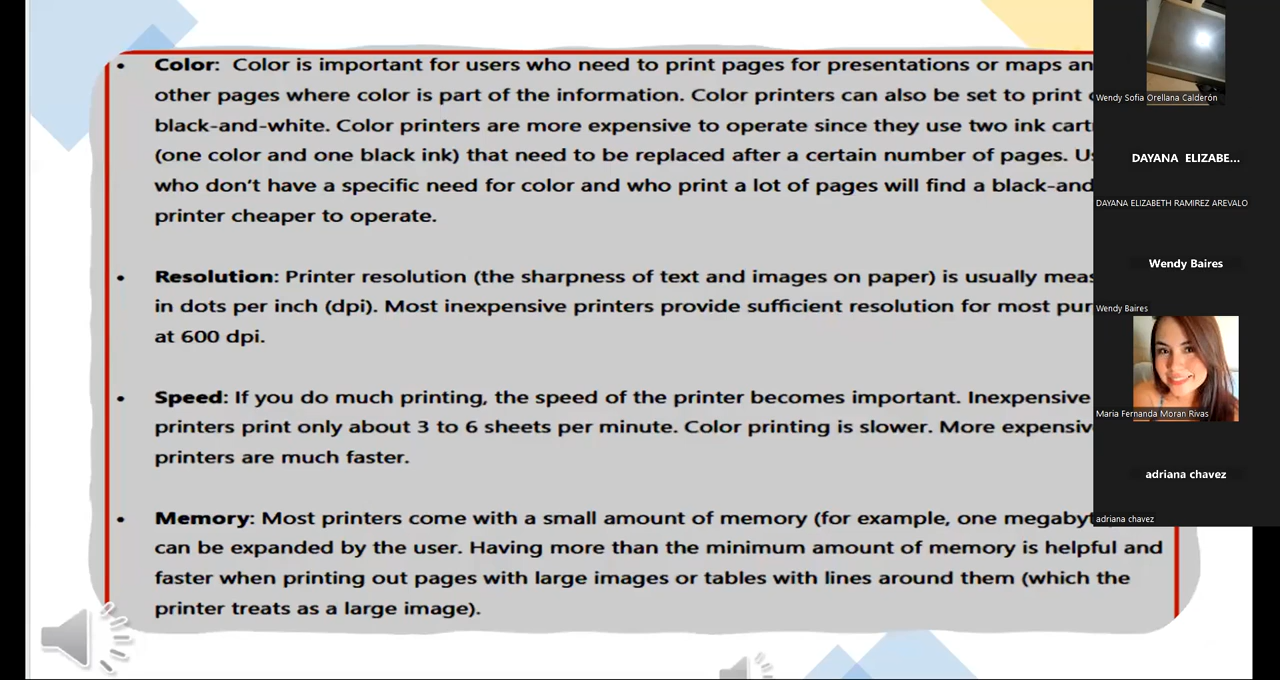 • Color: Color is important for users who need to print pages for presentations or maps an
other pages where color is part of the information. Color printers can also be set to print
black-and-white. Color printers are more expensive to operate since they use two ink cart
(one color and one black ink) that need to be replaced after a certain number of pages. U
who don't have a specific need for color and who print a lot of pages will find a black-and
printer cheaper to operate.
• Resolution: Printer resolution (the sharpness of text and images on paper) is usually meas
in dots per inch (dpi). Most inexpensive printers provide sufficient resolution for most pur
at 600 dpi.
• Speed: If you do much printing, the speed of the printer becomes important. Inexpensive
printers print only about 3 to 6 sheets per minute. Color printing is slower. More expensiv
printers are much faster.
• Memory: Most printers come with a small amount of memory (for example, one megabyt
can be expanded by the user. Having more than the minimum amount of memory is helpful and
faster when printing out pages with large images or tables with lines around them (which the
printer treats as a large image).
Wendy Sofia Orellana Calderón
DAYANA ELIZABE...
DAYANA ELIZABETH RAMIREZ AREVALO
Wendy Baires
Wendy Baires
Maria Fernanda Moran Rivas
adriana chavez
adriana chavez